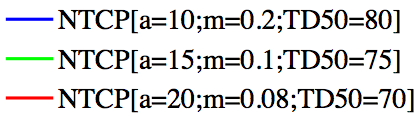 NTCP[a=10;m=0.2;TD50=80]
NTCP[a=15;m=0.1;TD50=75]
NTCP[a=20;m=0.08;TD50=70]